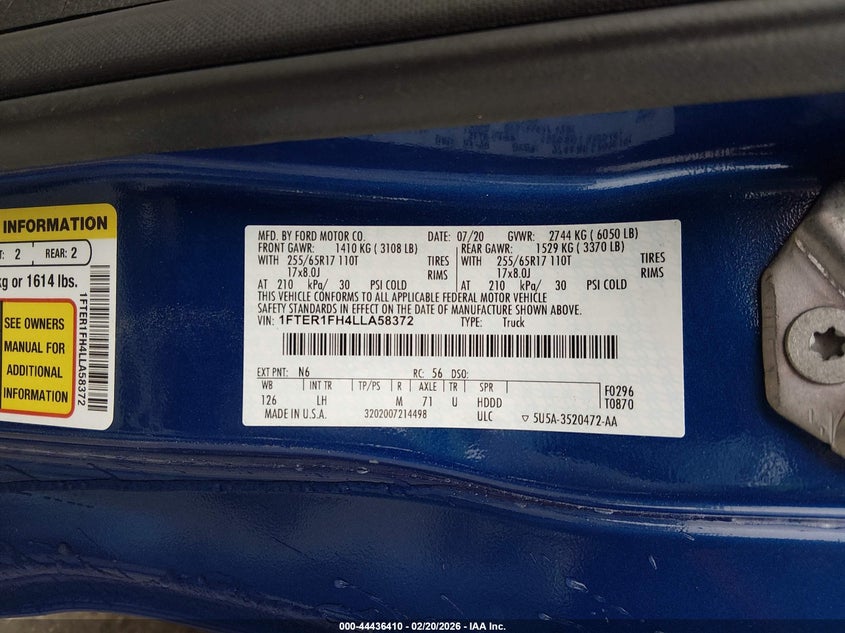 INFORMATION
2 REAR: 2
kg or 1614 lbs.
SEE OWNERS
MANUAL FOR
ADDITIONAL
INFORMATION
1FTER1FH4LLA58372
MFD. BY FORD MOTOR CO. DATE: 07/20 GVWR: 2744 KG ( 6050 LB)
FRONT GAWR: 1410 KG ( 3108 LB) REAR GAWR: 1529 KG ( 3370 LB)
WITH 255/65R17 110T TIRES WITH 255/65R17 110T TIRES
17x8.0J RIMS 17x8.0J RIMS
AT 210 kPa/ 30 PSI COLD AT 210 kPa/ 30 PSI COLD
THIS VEHICLE CONFORMS TO ALL APPLICABLE FEDERAL MOTOR VEHICLE
SAFETY STANDARDS IN EFFECT ON THE DATE OF MANUFACTURE SHOWN ABOVE.
VIN: 1FTER1FH4LLA58372 TYPE: Truck
EXT PNT: N6 RC: 56 DSO:
WB INT TR TP/PS R AXLE TR SPR F0296
126 LH M 71 U HDDD T0870
MADE IN U.S.A. 3202007214498 ULC ▽ 5U5A-3520472-AA
000-44436410 — 02/20/2026 — IAA Inc.